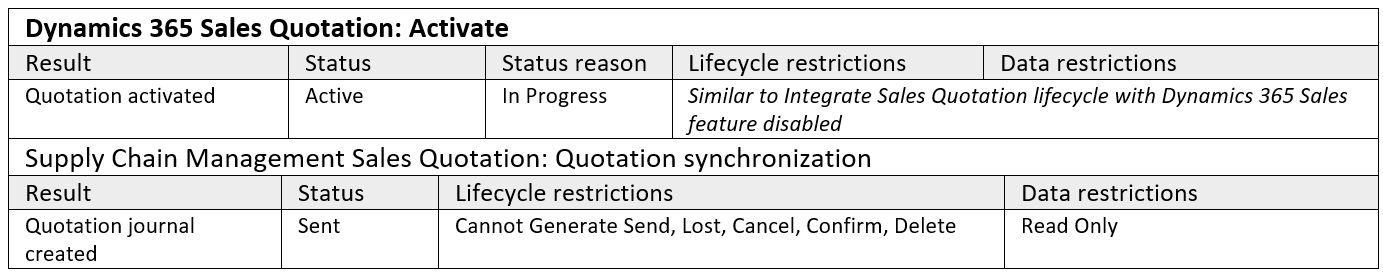 Dynamics 365 Sales Quotation: Activate
Result Status Status reason Lifecycle restrictions Data restrictions
Quotation activated Active In Progress Similar to Integrate Sales Quotation lifecycle with Dynamics 365 Sales
feature disabled
Supply Chain Management Sales Quotation: Quotation synchronization
Result Status Lifecycle restrictions Data restrictions
Quotation journal Sent Cannot Generate Send, Lost, Cancel, Confirm, Delete Read Only
created